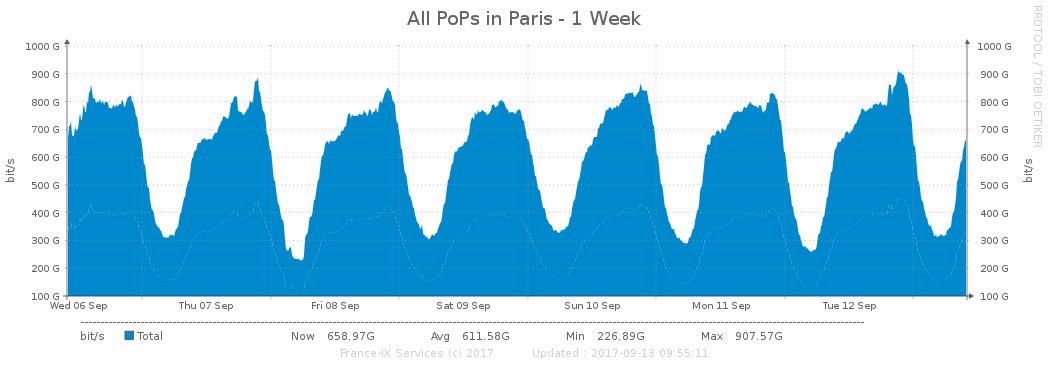 All PoPs in Paris - 1 Week
RRDTOOL / TOBI OETIKER
1000 G 1000 G
900 G 900 G
800 G 800 G
700 G 700 G
600 G 600 G
500 G 500 G
400 G 400 G
300 G 300 G
200 G 200 G
100 G 100 G
bit/s bit/s
Wed 06 Sep Thu 07 Sep Fri 08 Sep Sat 09 Sep Sun 10 Sep Mon 11 Sep Tue 12 Sep
bit/s Total Now 658.97G Avg 611.58G Min 226.89G Max 907.57G
France-IX Services (c) 2017 Updated : 2017-09-13 09:55:11